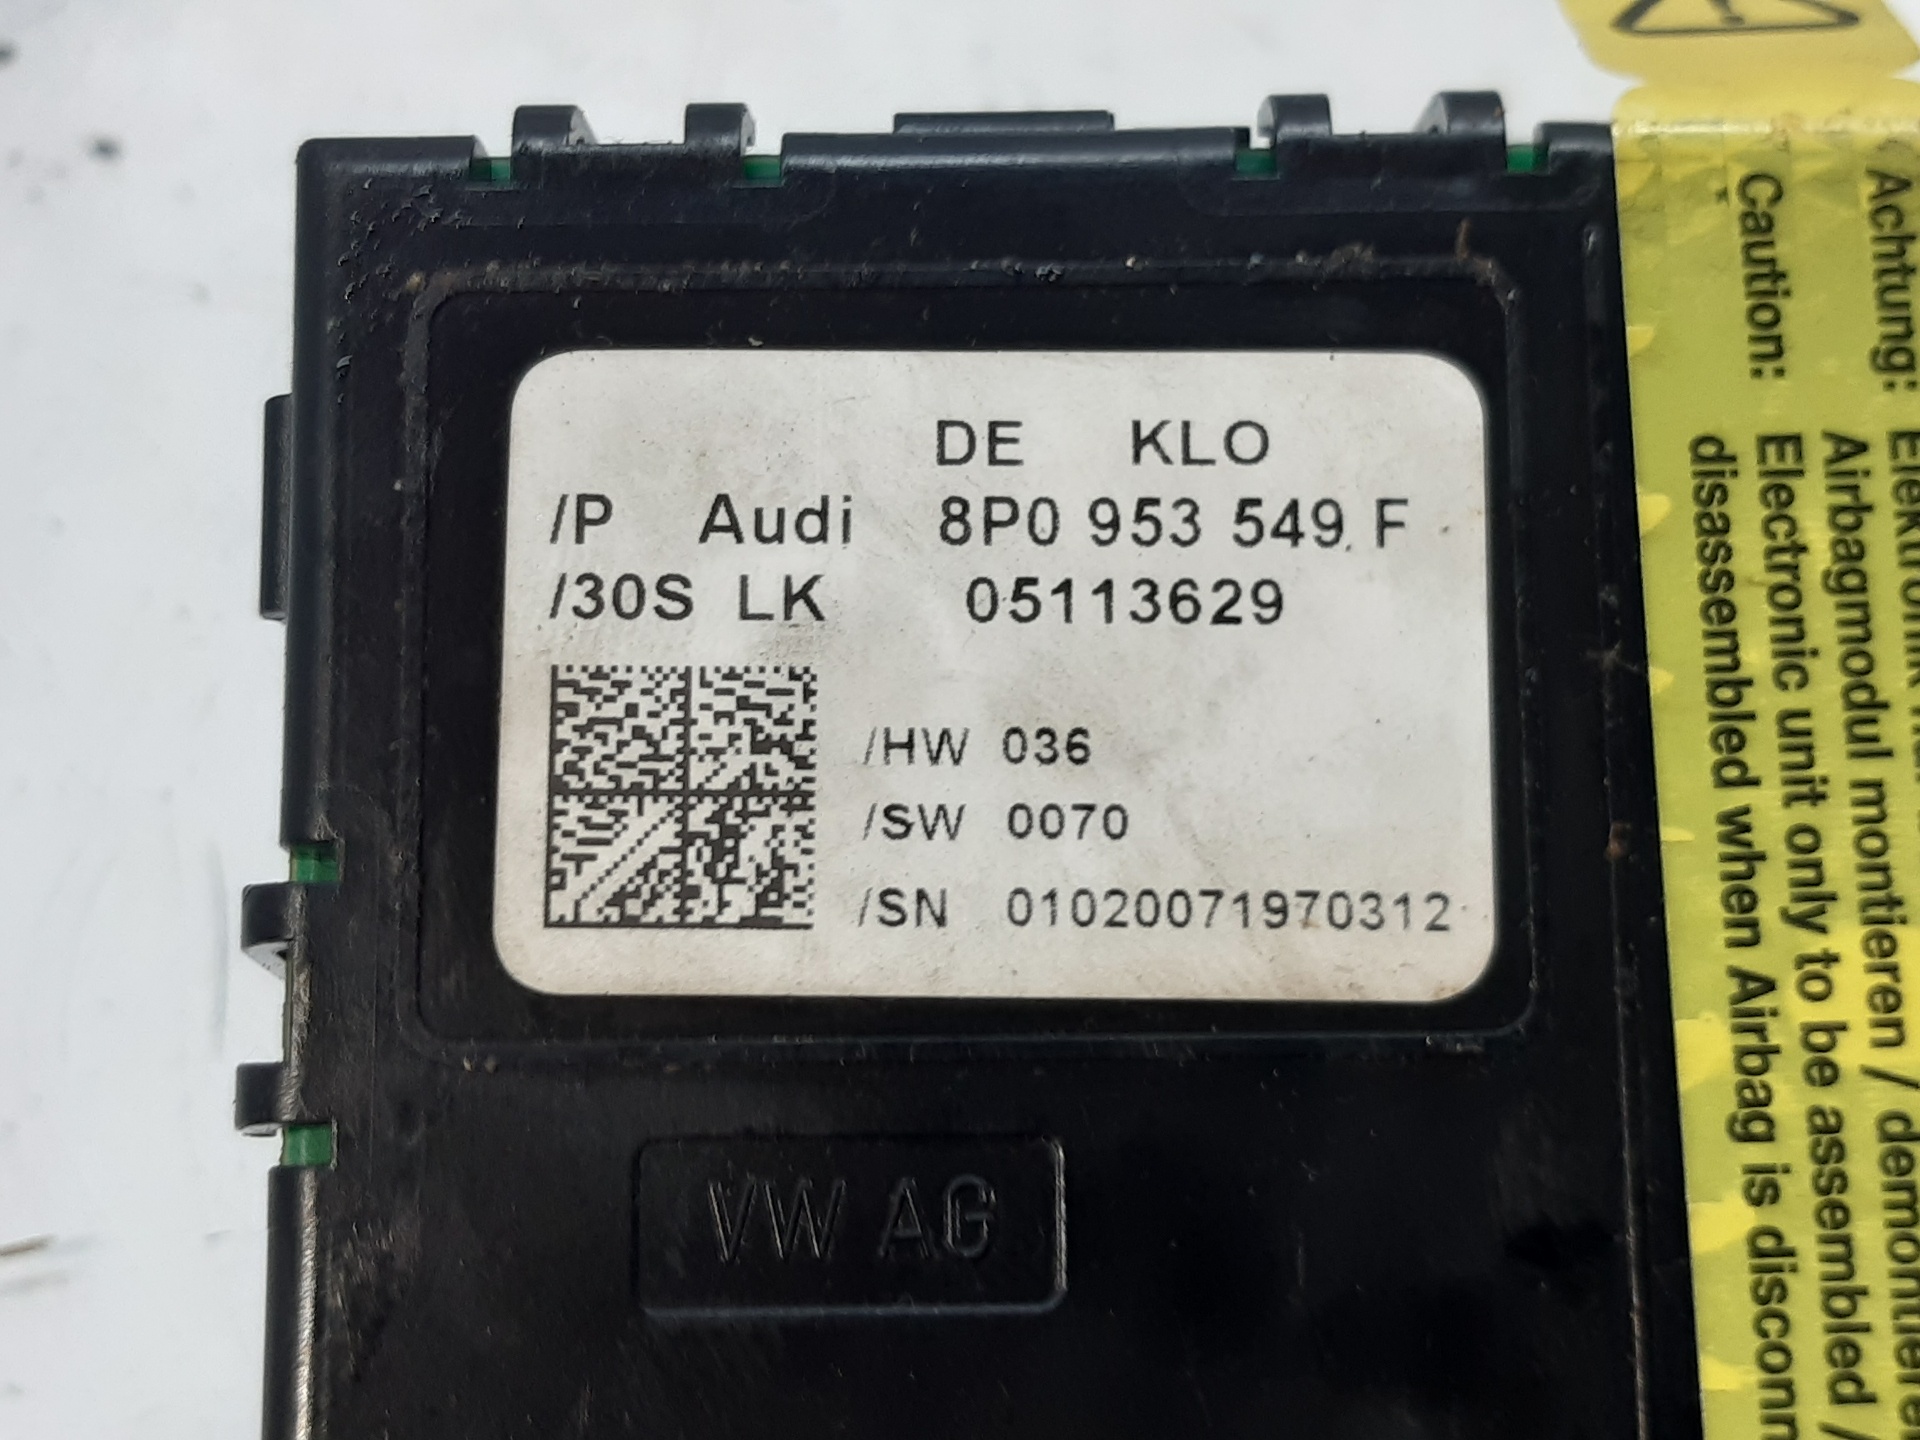 DE KLO
/P Audi 8P0 953 549 F
/30S LK 05113629
/HW 036
/SW 0070
/SN 01020071970312
VW AG
Achtung:
Airbagmodul montieren / demontieren
Caution: Electronic unit only to be assembled /
disassembled when Airbag is disconn